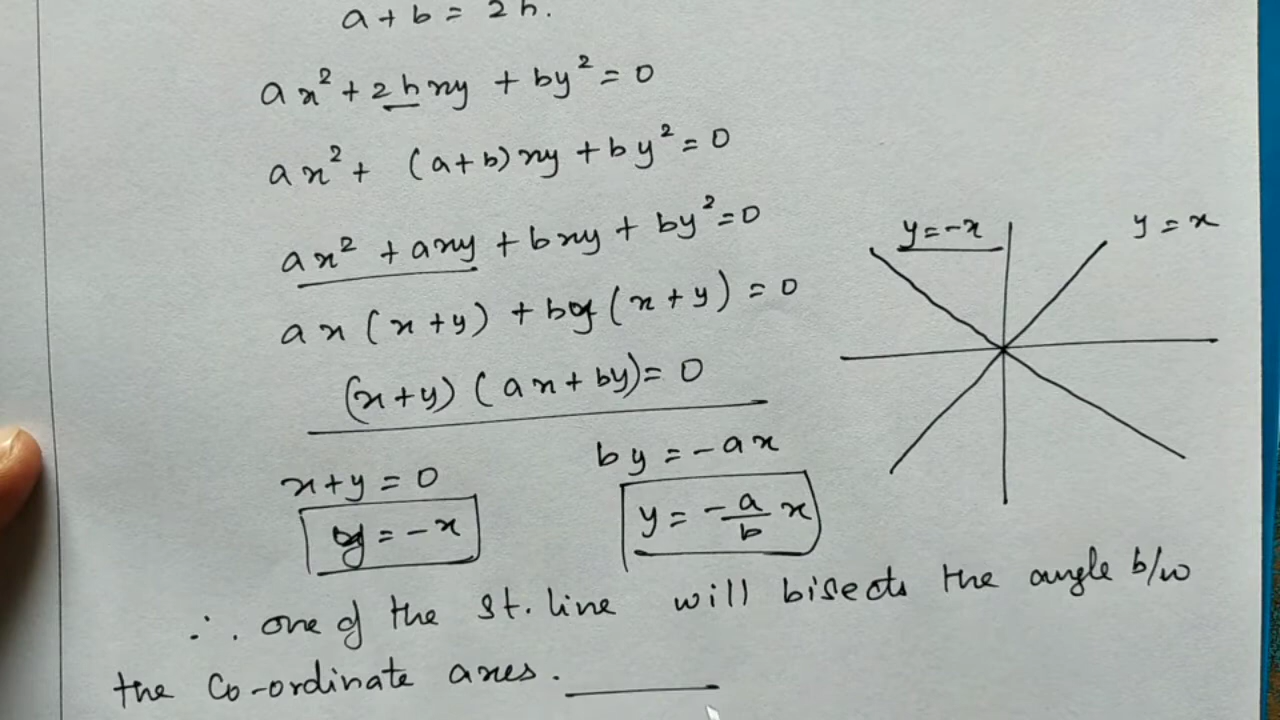 a + b = 2h.
ax² + 2hxy + by² = 0
ax² + (a+b)xy + by² = 0
ax² + axy + bxy + by² = 0
ax(x+y) + by(x+y) = 0
(x+y)(ax+by) = 0
x+y = 0
y = -x
by = -ax
y = -a/b x
y = -x
y = x
∴ one of the st. line will bisects the angle b/w
the Co-ordinate axes.